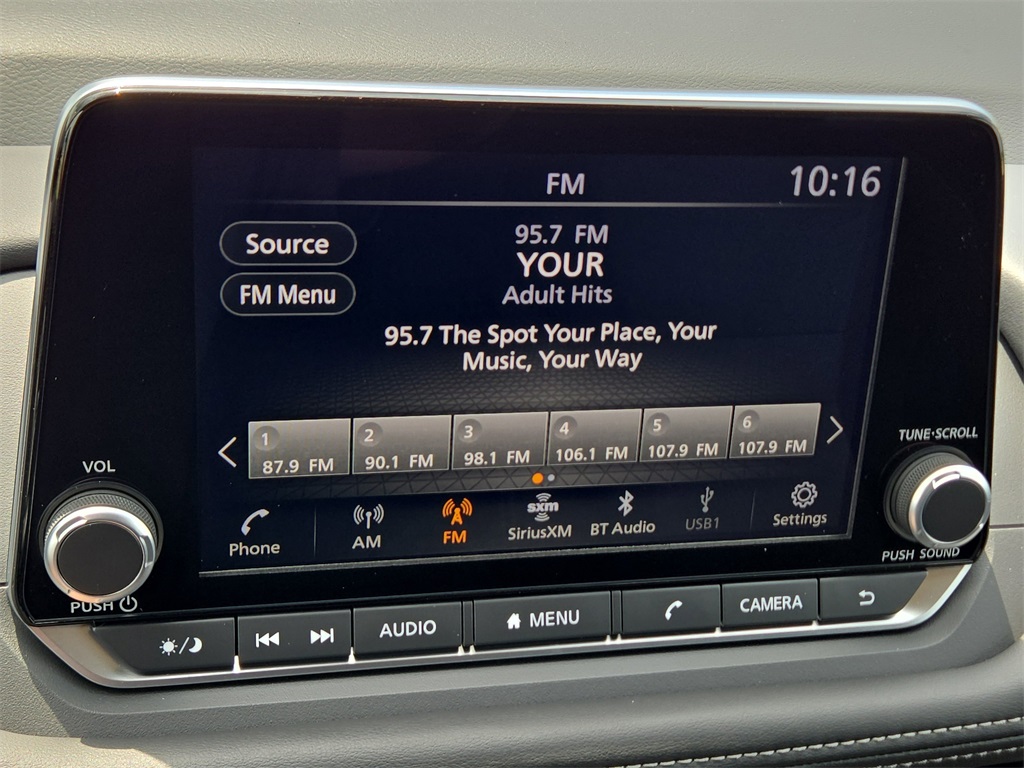 FM
10:16
Source
FM Menu
95.7 FM
YOUR
Adult Hits
95.7 The Spot Your Place, Your
Music, Your Way
1
87.9 FM
2
90.1 FM
3
98.1 FM
4
106.1 FM
5
107.9 FM
6
107.9 FM
Phone
AM
FM
sxm
SiriusXM
BT Audio
USB1
Settings
VOL
PUSH
TUNE·SCROLL
PUSH SOUND
AUDIO
MENU
CAMERA